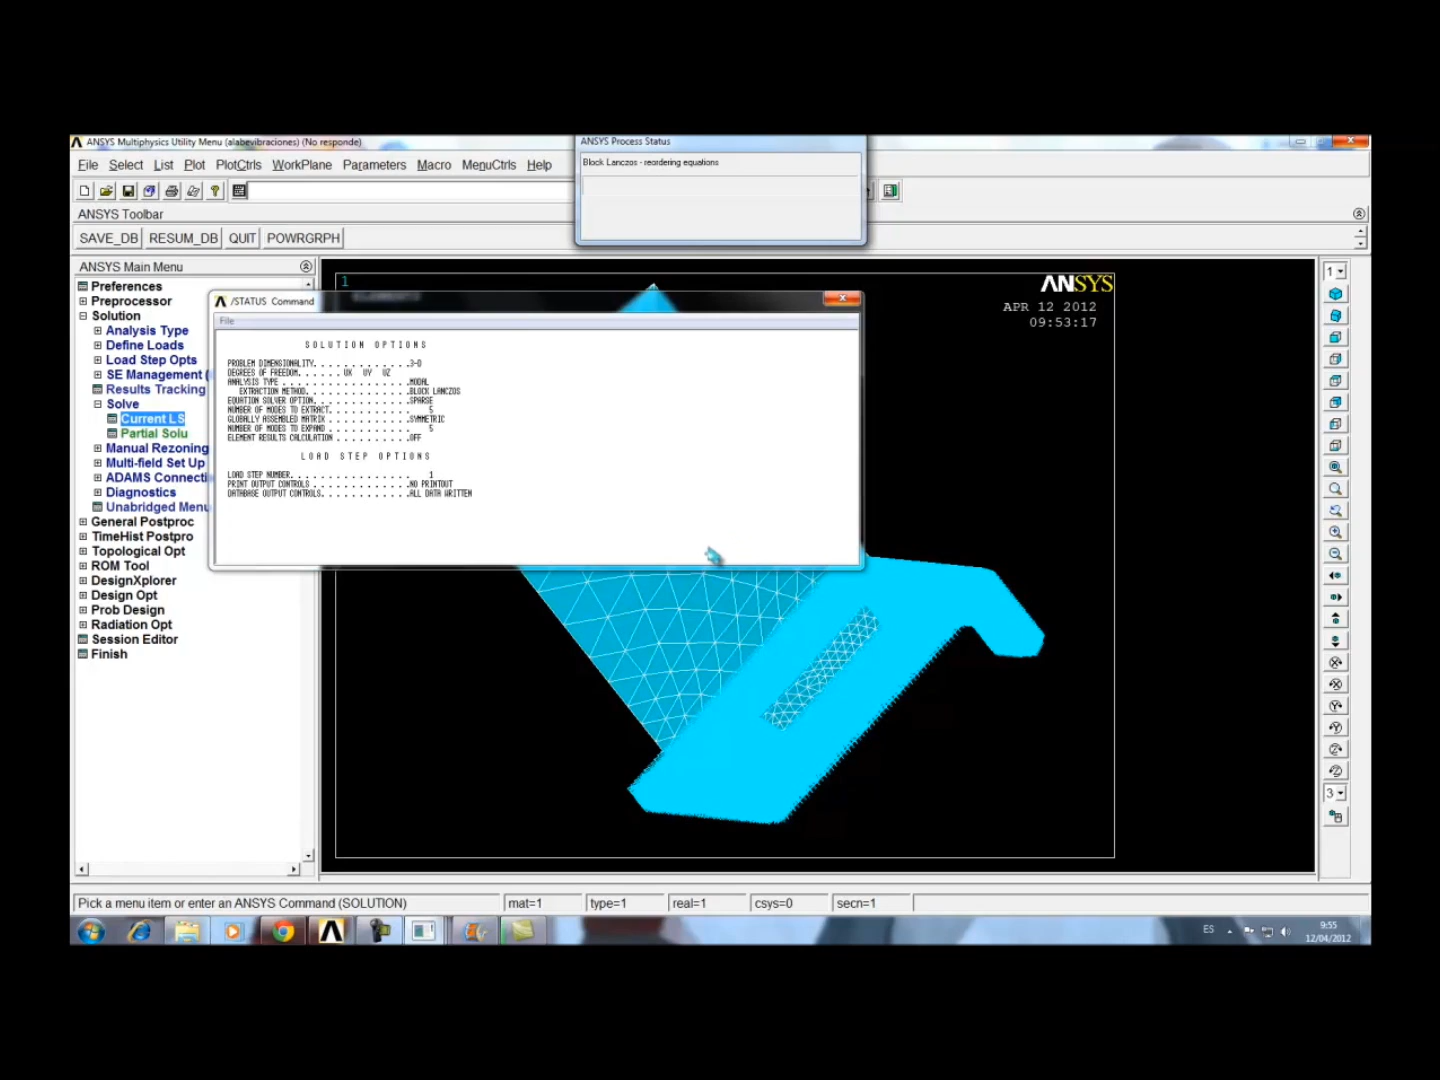 ANSYS Multiphysics Utility Menu (alabevibraciones) (No responde)
File Select List Plot PlotCtrls WorkPlane Parameters Macro MenuCtrls Help
ANSYS Process Status
Block Lanczos - reordering equations
ANSYS Toolbar
SAVE_DB RESUM_DB QUIT POWRGRPH
ANSYS Main Menu
Preferences
Preprocessor
Solution
Analysis Type
Define Loads
Load Step Opts
SE Management (
Results Tracking
Solve
Current LS
Partial Solu
Manual Rezoning
Multi-field Set Up
ADAMS Connecti
Diagnostics
Unabridged Menu
General Postproc
TimeHist Postpro
Topological Opt
ROM Tool
DesignXplorer
Design Opt
Prob Design
Radiation Opt
Session Editor
Finish
1
ANSYS
APR 12 2012
09:53:17
/STATUS Command
File
SOLUTION OPTIONS
PROBLEM DIMENSIONALITY. . . . . . . . . . . . .3-D
DEGREES OF FREEDOM. . . . . . UX UY UZ
ANALYSIS TYPE . . . . . . . . . . . . . . . . .MODAL
EXTRACTION METHOD. . . . . . . . . . . . . .BLOCK LANCZOS
EQUATION SOLVER OPTION. . . . . . . . . . . . .SPARSE
NUMBER OF MODES TO EXTRACT. . . . . . . . . . . 5
GLOBALLY ASSEMBLED MATRIX . . . . . . . . . . .SYMMETRIC
NUMBER OF MODES TO EXPAND . . . . . . . . . . . 5
ELEMENT RESULTS CALCULATION . . . . . . . . . .OFF
LOAD STEP OPTIONS
LOAD STEP NUMBER. . . . . . . . . . . . . . . . 1
PRINT OUTPUT CONTROLS . . . . . . . . . . . . .NO PRINTOUT
DATABASE OUTPUT CONTROLS. . . . . . . . . . . .ALL DATA WRITTEN
1
3
Pick a menu item or enter an ANSYS Command (SOLUTION) mat=1 type=1 real=1 csys=0 secn=1
ES
9:55
12/04/2012